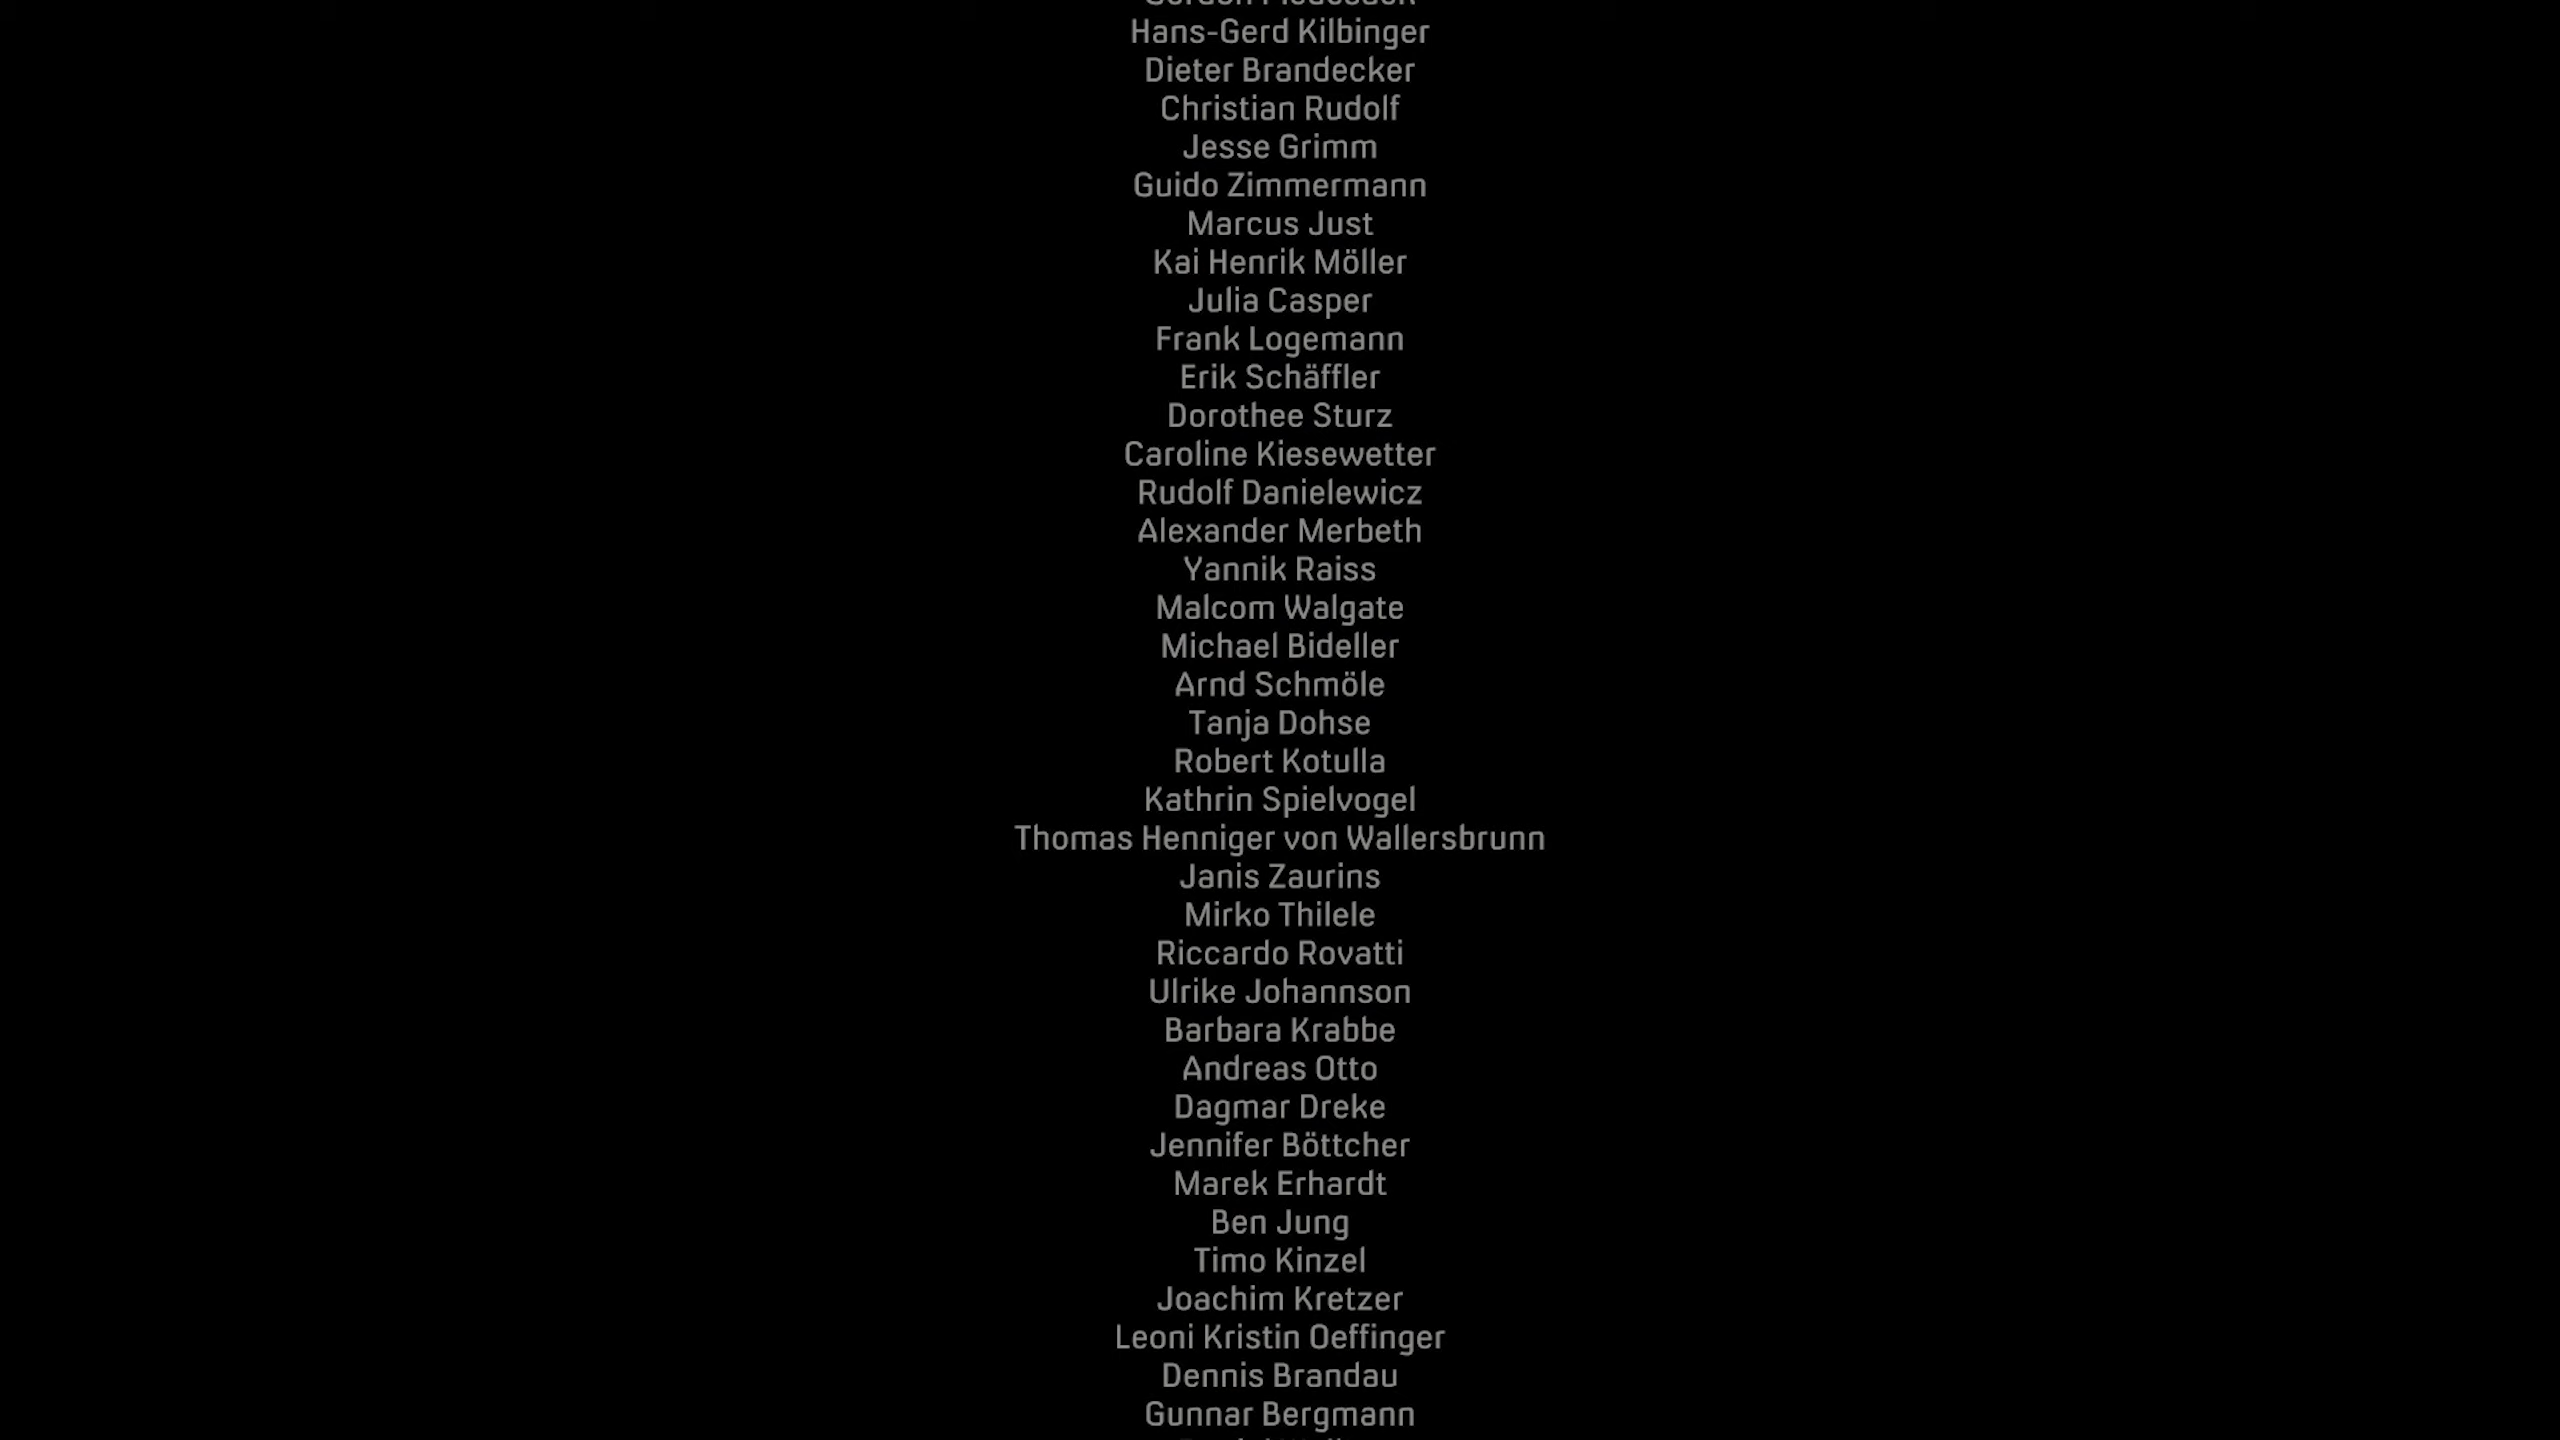 Hans-Gerd Kilbinger
Dieter Brandecker
Christian Rudolf
Jesse Grimm
Guido Zimmermann
Marcus Just
Kai Henrik Möller
Julia Casper
Frank Logemann
Erik Schäffler
Dorothee Sturz
Caroline Kiesewetter
Rudolf Danielewicz
Alexander Merbeth
Yannik Raiss
Malcom Walgate
Michael Bideller
Arnd Schmöle
Tanja Dohse
Robert Kotulla
Kathrin Spielvogel
Thomas Henniger von Wallersbrunn
Janis Zaurins
Mirko Thilele
Riccardo Rovatti
Ulrike Johannson
Barbara Krabbe
Andreas Otto
Dagmar Dreke
Jennifer Böttcher
Marek Erhardt
Ben Jung
Timo Kinzel
Joachim Kretzer
Leoni Kristin Oeffinger
Dennis Brandau
Gunnar Bergmann